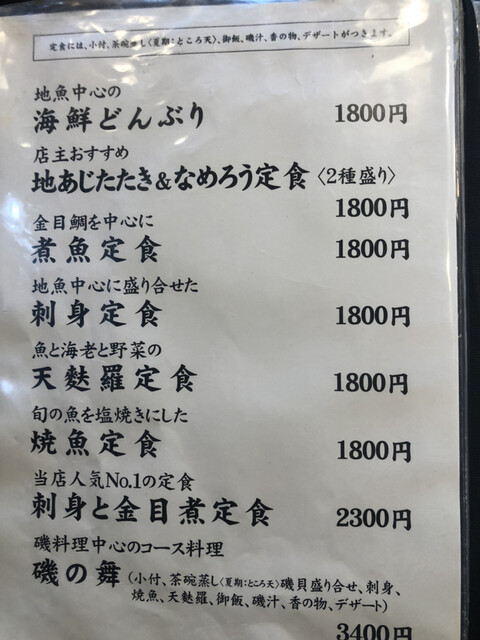 定食には、小付、茶碗蒸し〈夏期:ところ天〉、御飯、磯汁、香の物、デザートがつきます。
地魚中心の
海鮮どんぶり 1800円
店主おすすめ
地あじたたき&なめろう定食〈2種盛り〉
1800円
金目鯛を中心に
煮魚定食 1800円
地魚中心に盛り合せた
刺身定食 1800円
魚と海老と野菜の
天麩羅定食 1800円
旬の魚を塩焼きにした
焼魚定食 1800円
当店人気No.1の定食
刺身と金目煮定食 2300円
磯料理中心のコース料理
磯の舞 (小付、茶碗蒸し〈夏期:ところ天〉磯貝盛り合せ、刺身、
焼魚、天麩羅、御飯、磯汁、香の物、デザート)
3400円